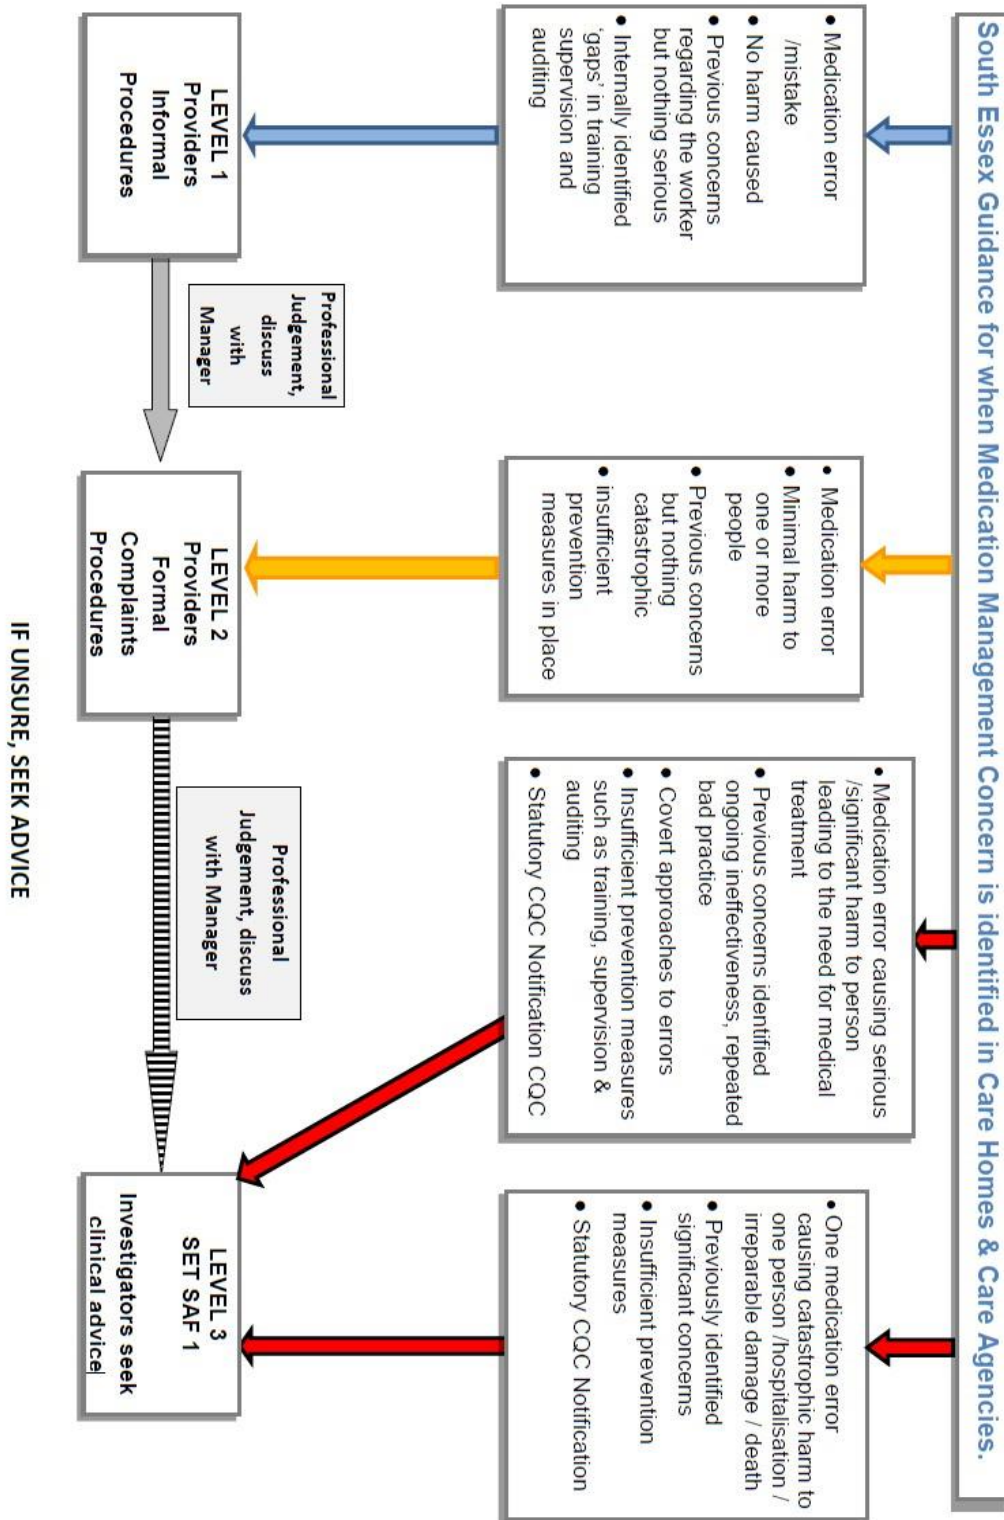 South Essex Guidance for when Medication Management Concern is identified in Care Homes & Care Agencies.
• Medication error
/mistake
• No harm caused
• Previous concerns
regarding the worker
but nothing serious
• Internally identified
‘gaps’ in training
supervision and
auditing
• Medication error
• Minimal harm to
one or more
people
• Previous concerns
but nothing
catastrophic
• insufficient
prevention
measures in place
• Medication error causing serious
/significant harm to person
leading to the need for medical
treatment
• Previous concerns identified
ongoing ineffectiveness, repeated
bad practice
• Covert approaches to errors
• Insufficient prevention measures
such as training, supervision &
auditing
• Statutory CQC Notification CQC
• One medication error
causing catastrophic harm to
one person /hospitalisation /
irreparable damage / death
• Previously identified
significant concerns
• Insufficient prevention
measures
• Statutory CQC Notification
LEVEL 1
Providers
Informal
Procedures
Professional
Judgement,
discuss
with
Manager
LEVEL 2
Providers
Formal
Complaints
Procedures
Professional
Judgement, discuss
with Manager
LEVEL 3
SET SAF 1
Investigators seek
clinical advice
IF UNSURE, SEEK ADVICE